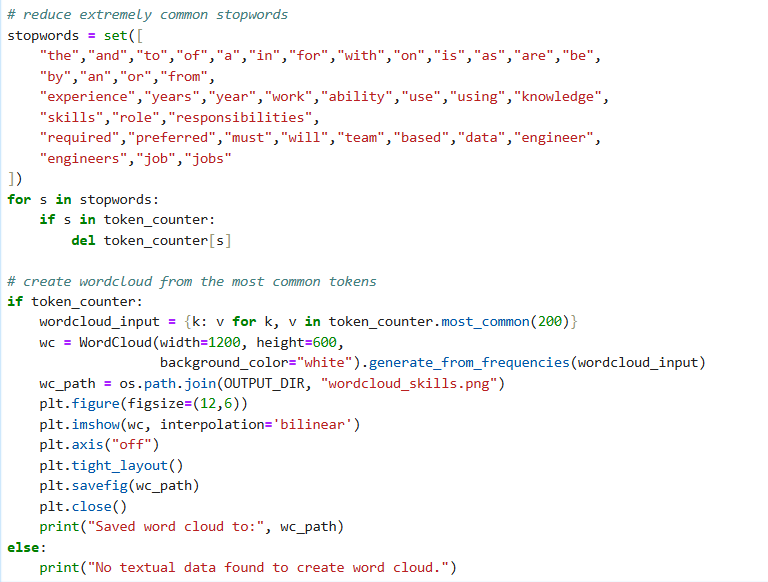 # reduce extremely common stopwords
stopwords = set([
    "the","and","to","of","a","in","for","with","on","is","as","are","be",
    "by","an","or","from",
    "experience","years","year","work","ability","use","using","knowledge",
    "skills","role","responsibilities",
    "required","preferred","must","will","team","based","data","engineer",
    "engineers","job","jobs"
])
for s in stopwords:
    if s in token_counter:
        del token_counter[s]

# create wordcloud from the most common tokens
if token_counter:
    wordcloud_input = {k: v for k, v in token_counter.most_common(200)}
    wc = WordCloud(width=1200, height=600,
                   background_color="white").generate_from_frequencies(wordcloud_input)
    wc_path = os.path.join(OUTPUT_DIR, "wordcloud_skills.png")
    plt.figure(figsize=(12,6))
    plt.imshow(wc, interpolation='bilinear')
    plt.axis("off")
    plt.tight_layout()
    plt.savefig(wc_path)
    plt.close()
    print("Saved word cloud to:", wc_path)
else:
    print("No textual data found to create word cloud.")